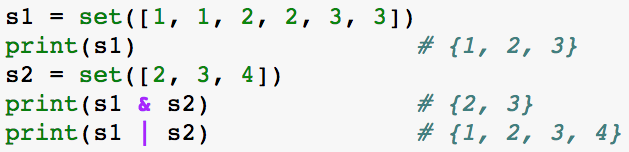 s1 = set([1, 1, 2, 2, 3, 3])
print(s1) # {1, 2, 3}
s2 = set([2, 3, 4])
print(s1 & s2) # {2, 3}
print(s1 | s2) # {1, 2, 3, 4}